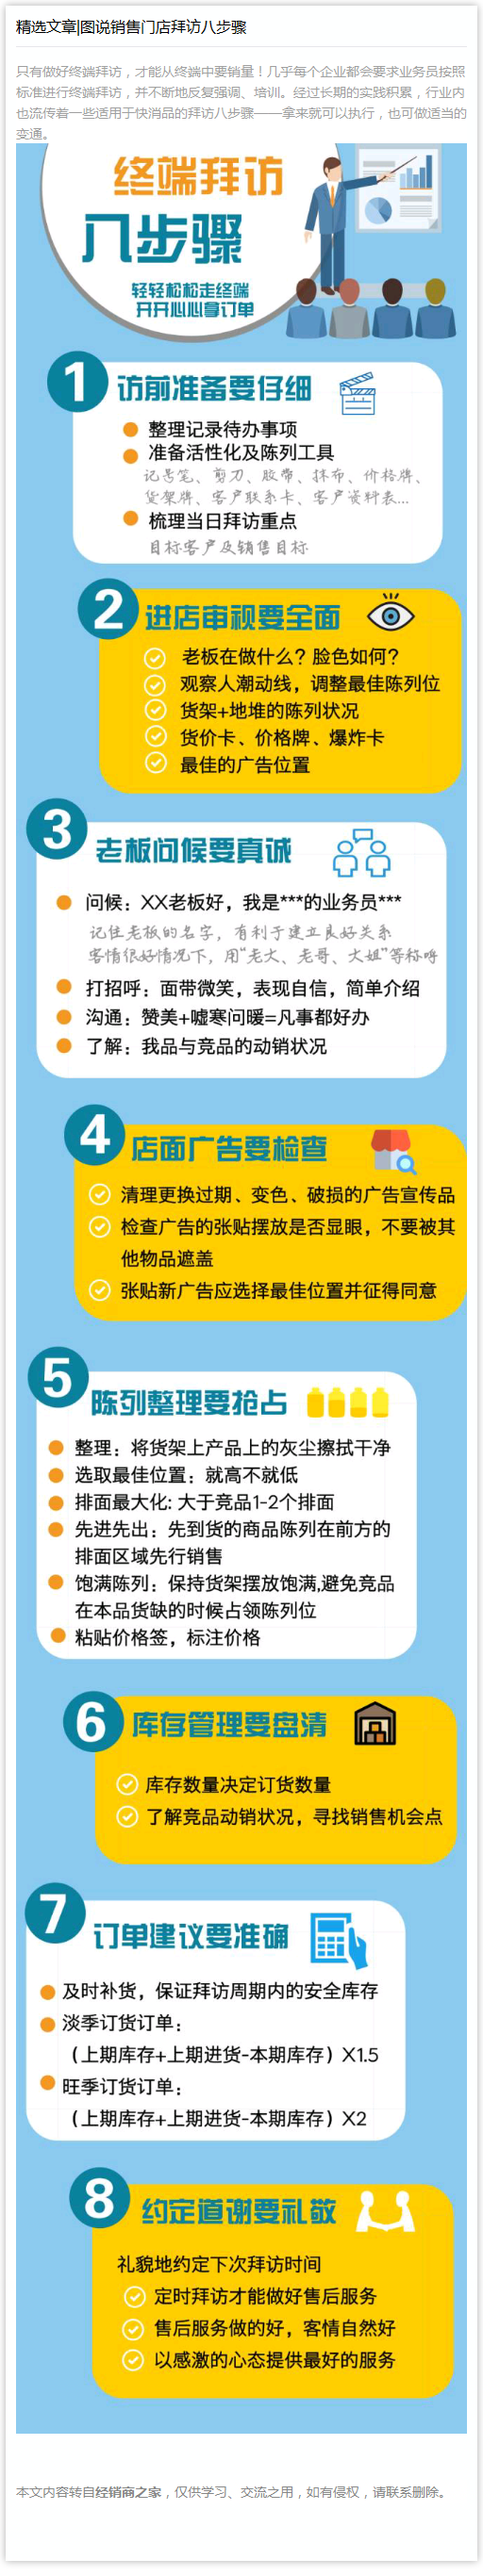 精选文章|图说销售门店拜访八步骤
只有做好终端拜访，才能从终端中要销量！几乎每个企业都会要求业务员按照
标准进行终端拜访，并不断地反复强调、培训。经过长期的实践积累，行业内
也流传着一些适用于快消品的拜访八步骤——拿来就可以执行，也可做适当的
变通。
终端拜访
八步骤
轻轻松松走终端
开开心心拿订单
1 访前准备要仔细
整理记录待办事项
准备活性化及陈列工具
记号笔、剪刀、胶带、抹布、价格牌、
货架牌、客户联系卡、客户资料表...
梳理当日拜访重点
目标客户及销售目标
2 进店审视要全面
老板在做什么？脸色如何？
观察人潮动线，调整最佳陈列位
货架+地堆的陈列状况
货价卡、价格牌、爆炸卡
最佳的广告位置
3 老板问候要真诚
问候：XX老板好，我是***的业务员***
记住老板的名字，有利于建立良好关系
客情很好情况下，用“老大、老哥、大姐”等称呼
打招呼：面带微笑，表现自信，简单介绍
沟通：赞美+嘘寒问暖=凡事都好办
了解：我品与竞品的动销状况
4 店面广告要检查
清理更换过期、变色、破损的广告宣传品
检查广告的张贴摆放是否显眼，不要被其
他物品遮盖
张贴新广告应选择最佳位置并征得同意
5 陈列整理要抢占
整理：将货架上产品上的灰尘擦拭干净
选取最佳位置：就高不就低
排面最大化: 大于竞品1-2个排面
先进先出：先到货的商品陈列在前方的
排面区域先行销售
饱满陈列：保持货架摆放饱满,避免竞品
在本品货缺的时候占领陈列位
粘贴价格签，标注价格
6 库存管理要盘清
库存数量决定订货数量
了解竞品动销状况，寻找销售机会点
7 订单建议要准确
及时补货，保证拜访周期内的安全库存
淡季订货订单：
（上期库存+上期进货-本期库存）X1.5
旺季订货订单：
（上期库存+上期进货-本期库存）X2
8 约定道谢要礼敬
礼貌地约定下次拜访时间
定时拜访才能做好售后服务
售后服务做的好，客情自然好
以感激的心态提供最好的服务
本文内容转自经销商之家，仅供学习、交流之用，如有侵权，请联系删除。